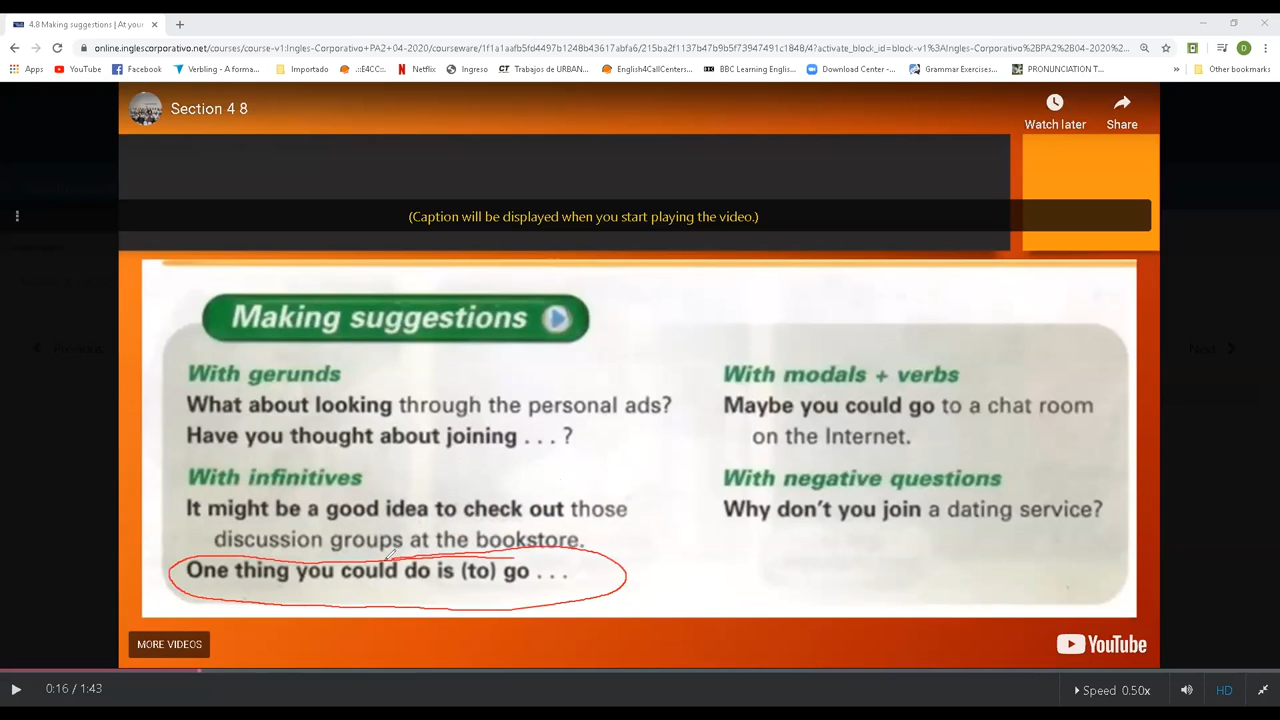 4.8 Making suggestions | At your
online.inglescorporativo.net/courses/course-v1:Ingles-Corporativo+PA2+04-2020/courseware/1f1a1aafb5fd4497b1248b43617abfa6/215ba2f1137b47b9b5f73947491c1848/4?activate_block_id=block-v1%3AIngles-Corporativo%2BPA2%2B04-2020%...
D
Apps
YouTube
Facebook
Verbling - A forma...
Importado
.::E4CC::.
Netflix
Ingreso
CT Trabajos de URBAN...
English4CallCenters...
BBC Learning Englis...
Download Center -...
Grammar Exercises...
PRONUNCIATION T...
»
Other bookmarks
Section 4 8
Watch later
Share
(Caption will be displayed when you start playing the video.)
Making suggestions
Previous
Next
With gerunds
What about looking through the personal ads?
Have you thought about joining . . . ?
With infinitives
It might be a good idea to check out those
discussion groups at the bookstore.
One thing you could do is (to) go . . .
With modals + verbs
Maybe you could go to a chat room
on the Internet.
With negative questions
Why don't you join a dating service?
MORE VIDEOS
YouTube
0:16 / 1:43
Speed 0.50x
HD